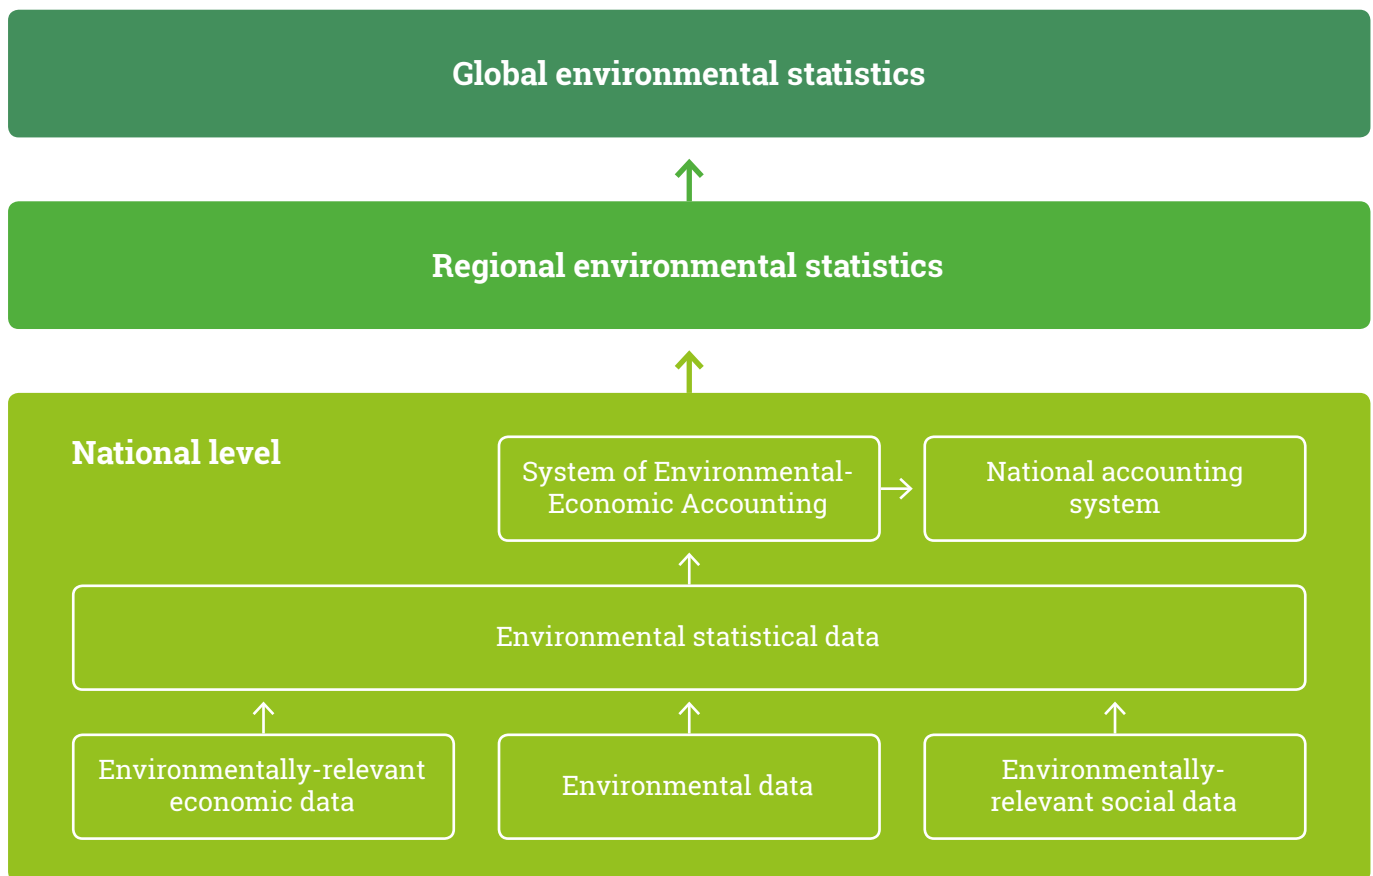 Global environmental statistics
Regional environmental statistics
National level
System of Environmental-
Economic Accounting
National accounting
system
Environmental statistical data
Environmentally-relevant
economic data
Environmental data
Environmentally-
relevant social data